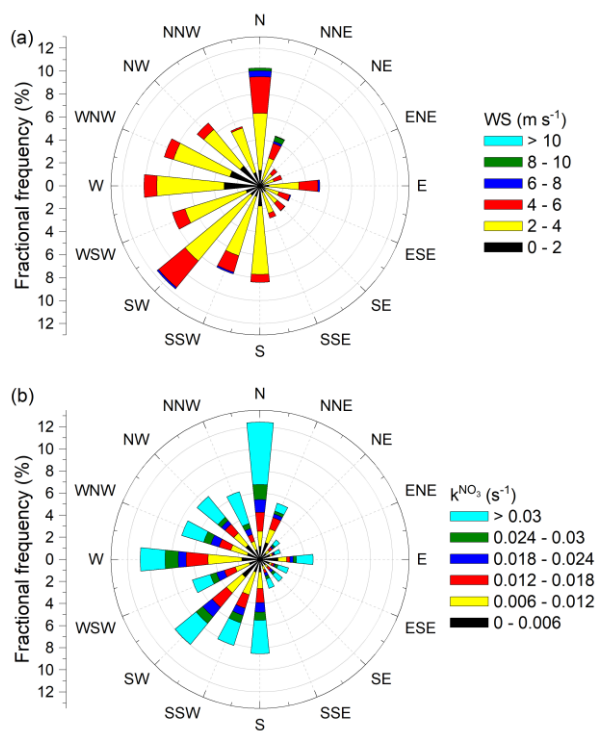 (a)
N
NNE
NE
ENE
E
ESE
SE
SSE
S
SSW
SW
WSW
W
WNW
NW
NNW
Fractional frequency (%)
12
10
8
6
4
2
0
2
4
6
8
10
12
WS (m s⁻¹)
> 10
8 - 10
6 - 8
4 - 6
2 - 4
0 - 2
(b)
N
NNE
NE
ENE
E
ESE
SE
SSE
S
SSW
SW
WSW
W
WNW
NW
NNW
Fractional frequency (%)
12
10
8
6
4
2
0
2
4
6
8
10
12
k^NO₃ (s⁻¹)
> 0.03
0.024 - 0.03
0.018 - 0.024
0.012 - 0.018
0.006 - 0.012
0 - 0.006